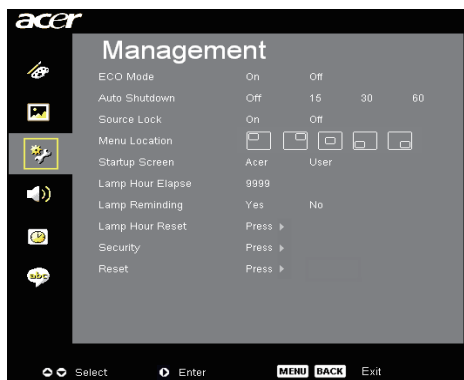 acer
Management
ECO Mode On Off
Auto Shutdown Off 15 30 60
Source Lock On Off
Menu Location
Startup Screen Acer User
Lamp Hour Elapse 9999
Lamp Reminding Yes No
Lamp Hour Reset Press
Security Press
Reset Press
abc
Select Enter MENU BACK Exit